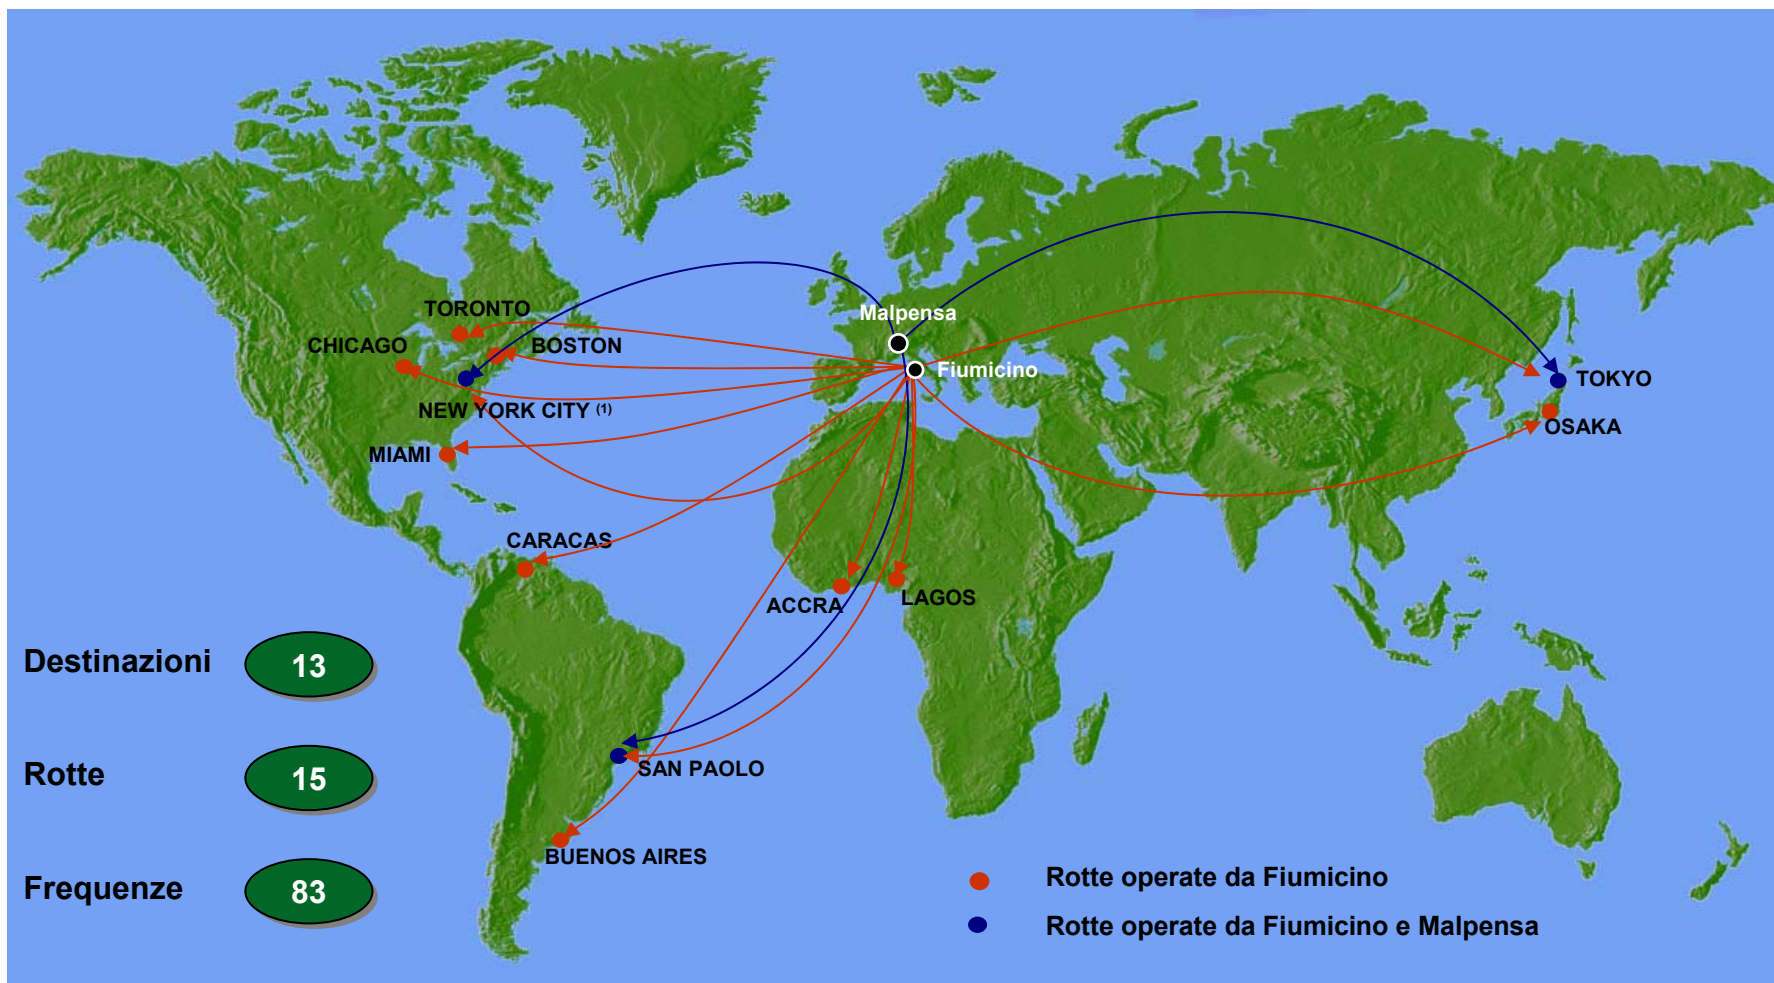 Malpensa
TORONTO
CHICAGO
BOSTON
Fiumicino
TOKYO
NEW YORK CITY (1)
OSAKA
MIAMI
CARACAS
ACCRA
LAGOS
Destinazioni 13
SAN PAOLO
Rotte 15
BUENOS AIRES
Frequenze 83
Rotte operate da Fiumicino
Rotte operate da Fiumicino e Malpensa